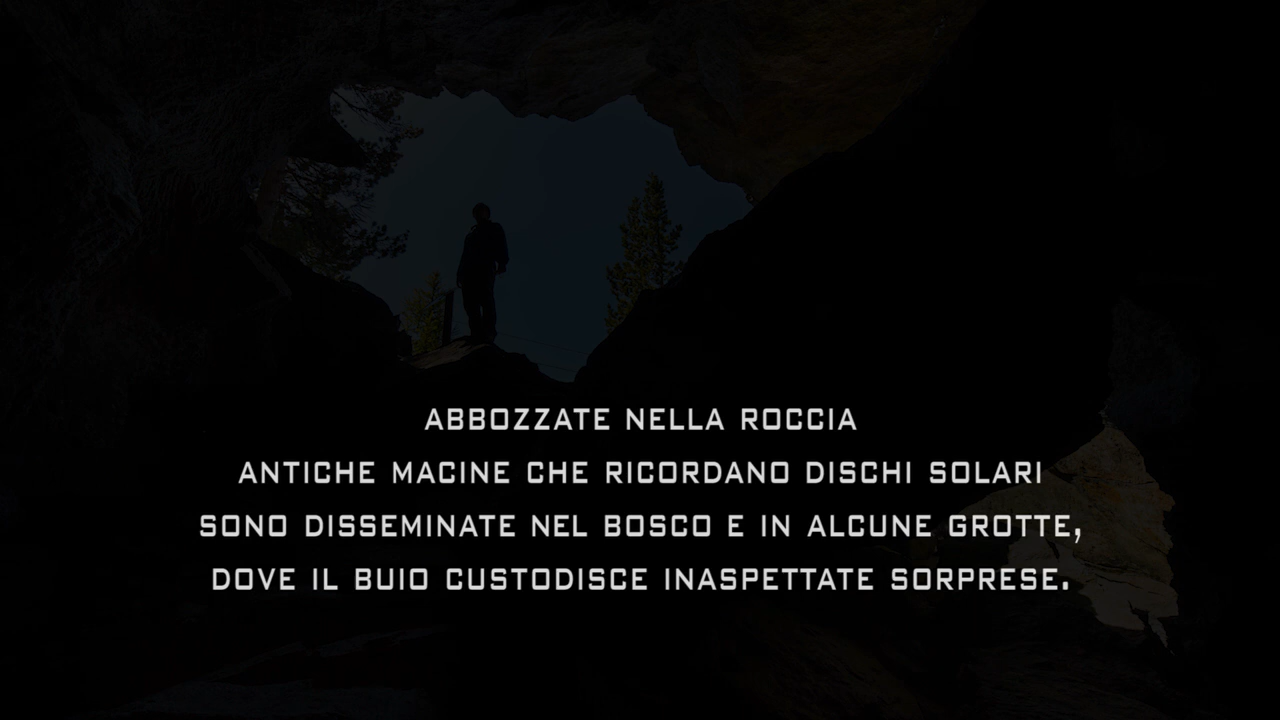 ABBOZZATE NELLA ROCCIA
ANTICHE MACINE CHE RICORDANO DISCHI SOLARI
SONO DISSEMINATE NEL BOSCO E IN ALCUNE GROTTE,
DOVE IL BUIO CUSTODISCE INASPETTATE SORPRESE.